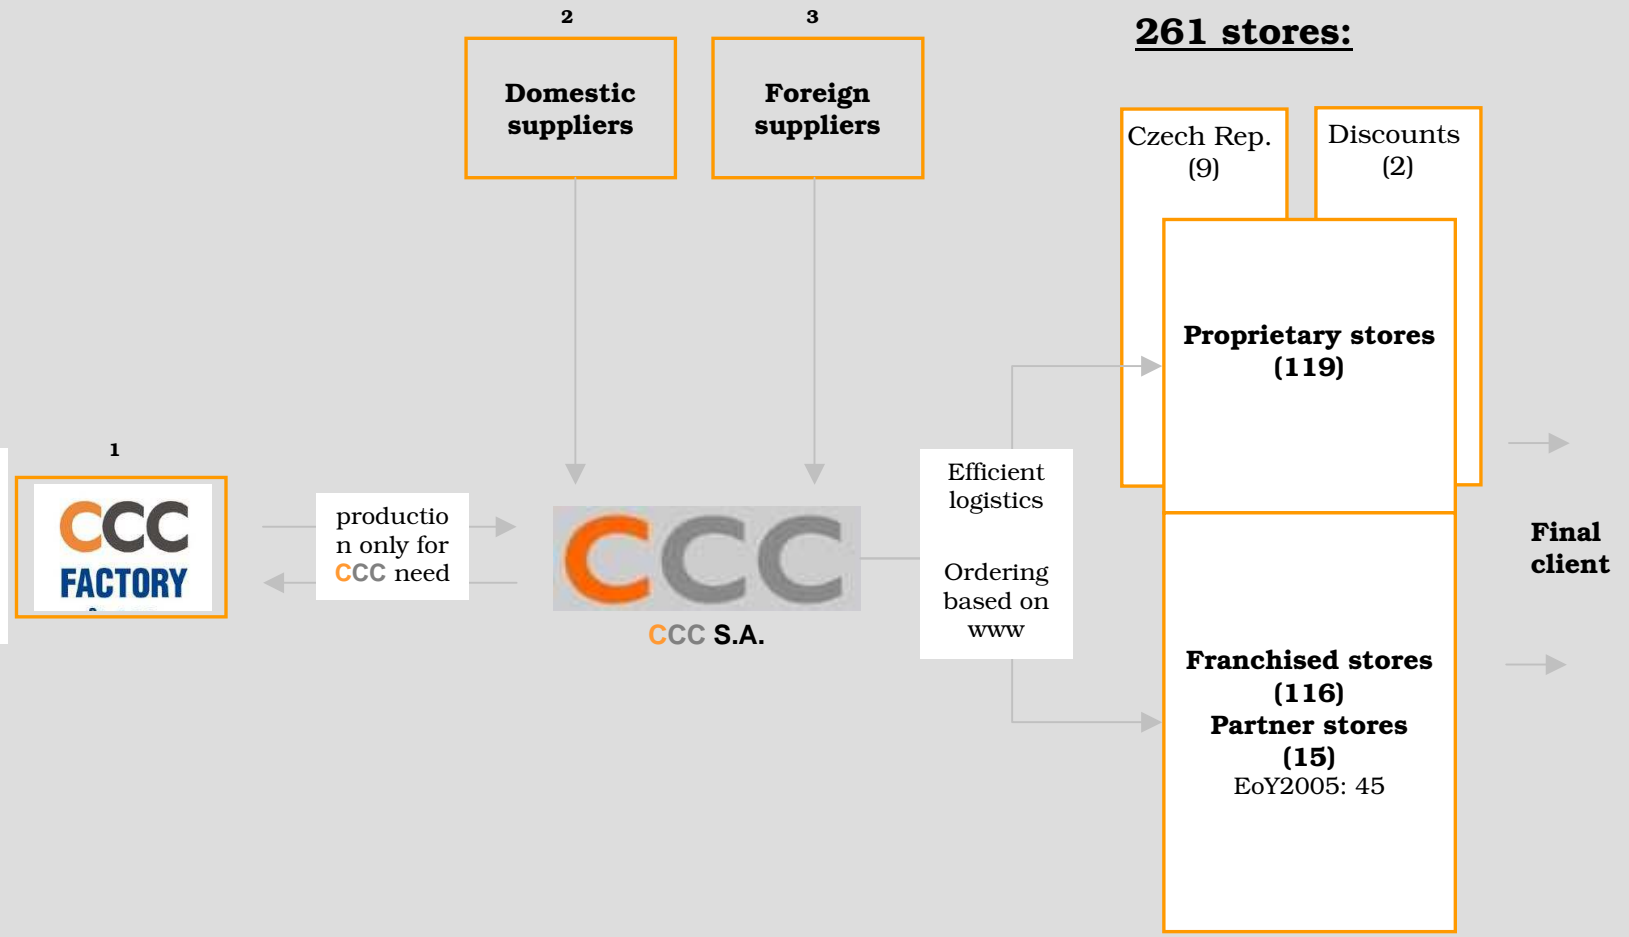 2
3
261 stores:
Domestic
suppliers
Foreign
suppliers
Czech Rep.
(9)
Discounts
(2)
Proprietary stores
(119)
1
CCC
FACTORY
productio
n only for
CCC need
CCC
CCC S.A.
Efficient
logistics
Ordering
based on
www
Final
client
Franchised stores
(116)
Partner stores
(15)
EoY2005: 45